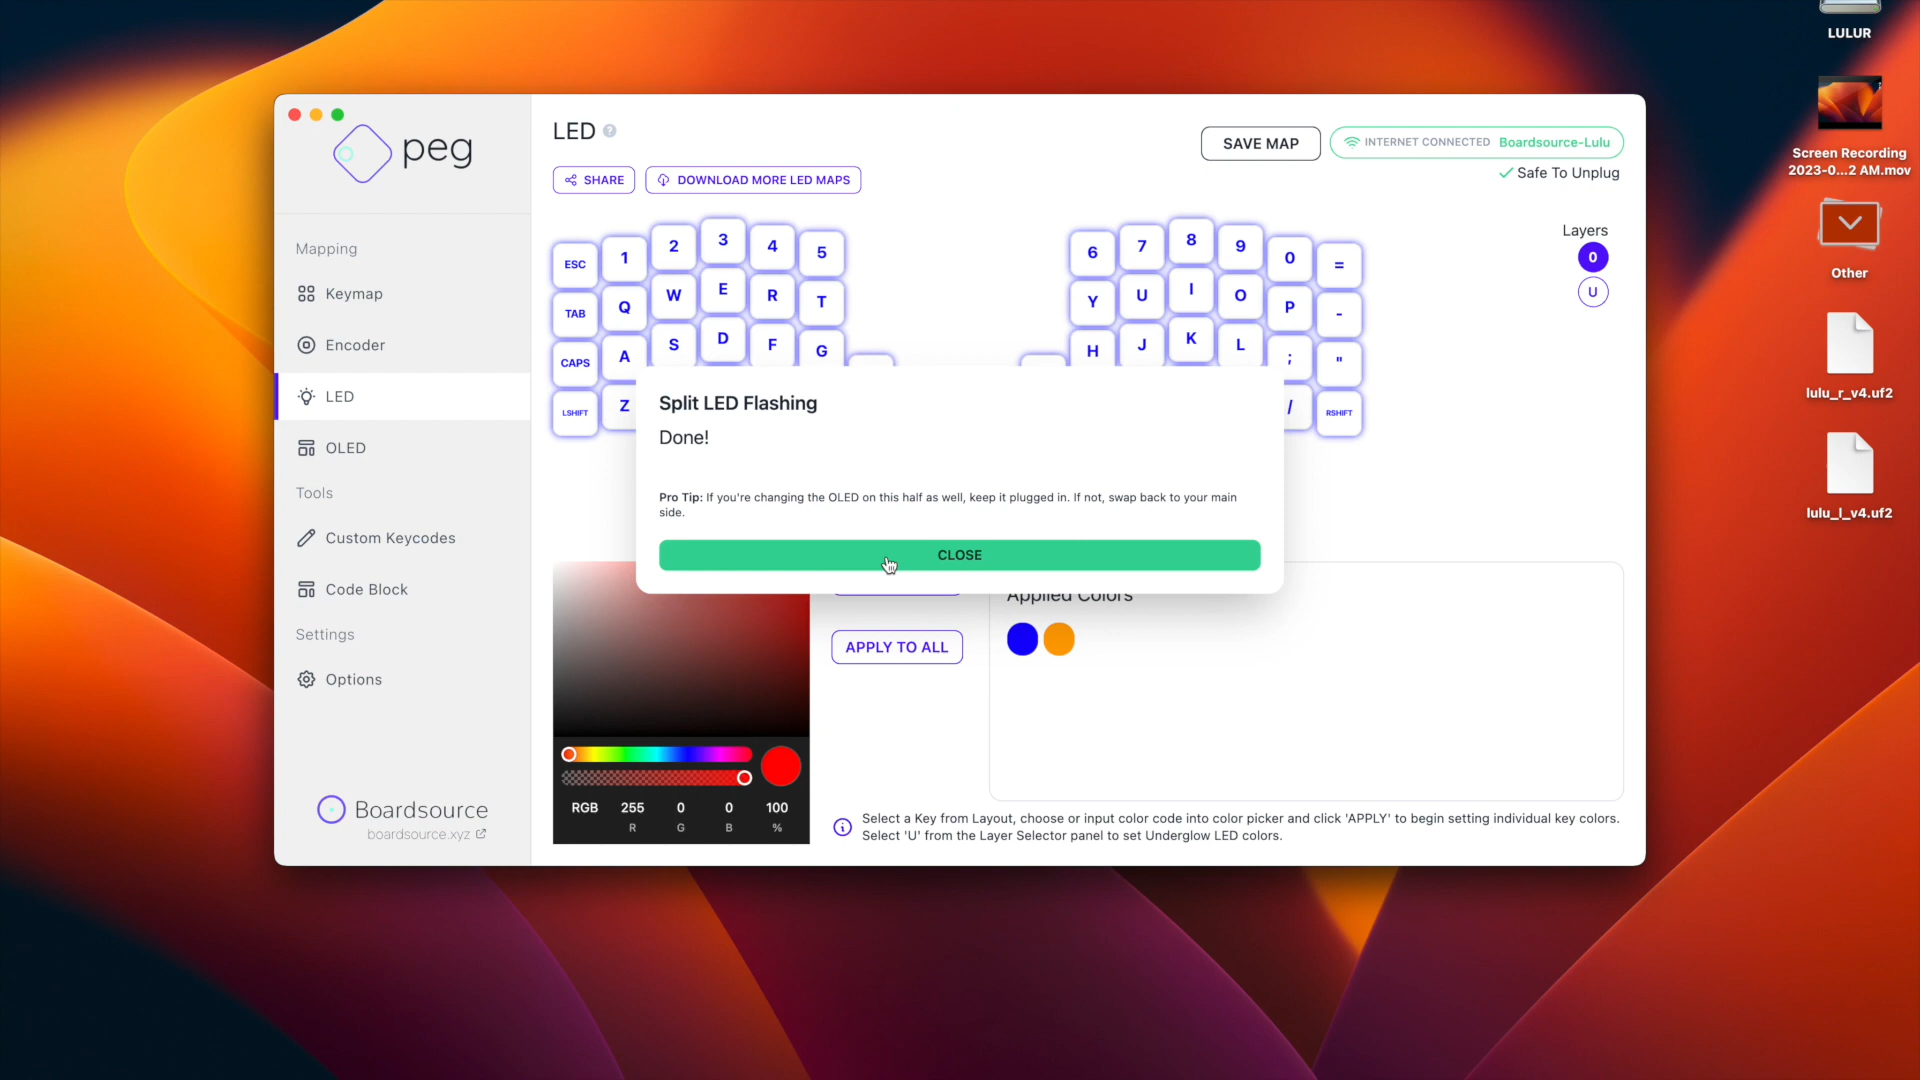 peg
Mapping
Keymap
Encoder
LED
OLED
Tools
Custom Keycodes
Code Block
Settings
Options
Boardsource
boardsource.xyz
LED ?
SHARE
DOWNLOAD MORE LED MAPS
SAVE MAP
INTERNET CONNECTED Boardsource-Lulu
Safe To Unplug
Layers
0
U
ESC 1 2 3 4 5 6 7 8 9 0 =
TAB Q W E R T Y U I O P -
CAPS A S D F G H J K L ; "
LSHIFT Z / RSHIFT
Split LED Flashing
Done!
Pro Tip: If you're changing the OLED on this half as well, keep it plugged in. If not, swap back to your main
side.
CLOSE
Applied Colors
APPLY TO ALL
RGB 255 0 0 100
R G B %
Select a Key from Layout, choose or input color code into color picker and click 'APPLY' to begin setting individual key colors.
Select 'U' from the Layer Selector panel to set Underglow LED colors.
LULUR
Screen Recording
2023-0...2 AM.mov
Other
lulu_r_v4.uf2
lulu_l_v4.uf2